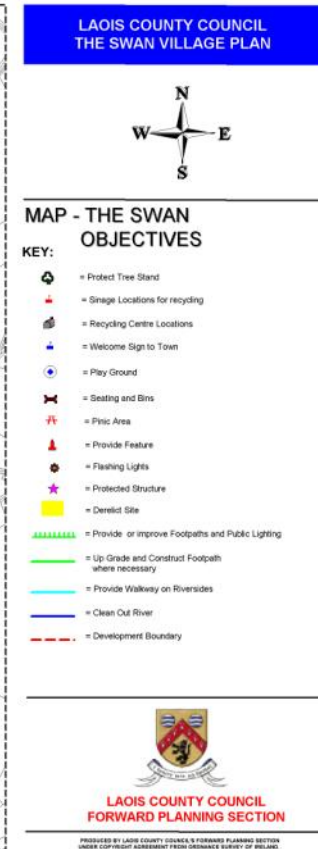 LAOIS COUNTY COUNCIL
THE SWAN VILLAGE PLAN
N
W E
S
MAP - THE SWAN
OBJECTIVES
KEY:
= Protect Tree Stand
= Sinage Locations for recycling
= Recycling Centre Locations
= Welcome Sign to Town
= Play Ground
= Seating and Bins
= Pinic Area
= Provide Feature
= Flashing Lights
= Protected Structure
= Derelict Site
= Provide or improve Footpaths and Public Lighting
= Up Grade and Construct Footpath
where necessary
= Provide Walkway on Riversides
= Clean Out River
= Development Boundary
LAOIS COUNTY COUNCIL
FORWARD PLANNING SECTION
PRODUCED BY LAOIS COUNTY COUNCIL'S FORWARD PLANNING SECTION
UNDER COPYRIGHT AGREEMENT FROM ORDNANCE SURVEY OF IRELAND.